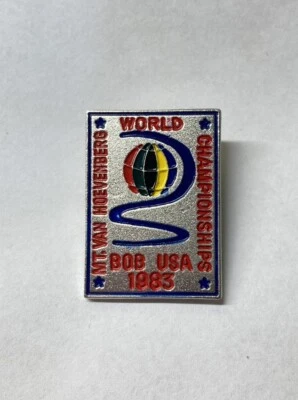 MT. VAN HOEVENBERG
WORLD
CHAMPIONSHIPS
BOB USA
1983